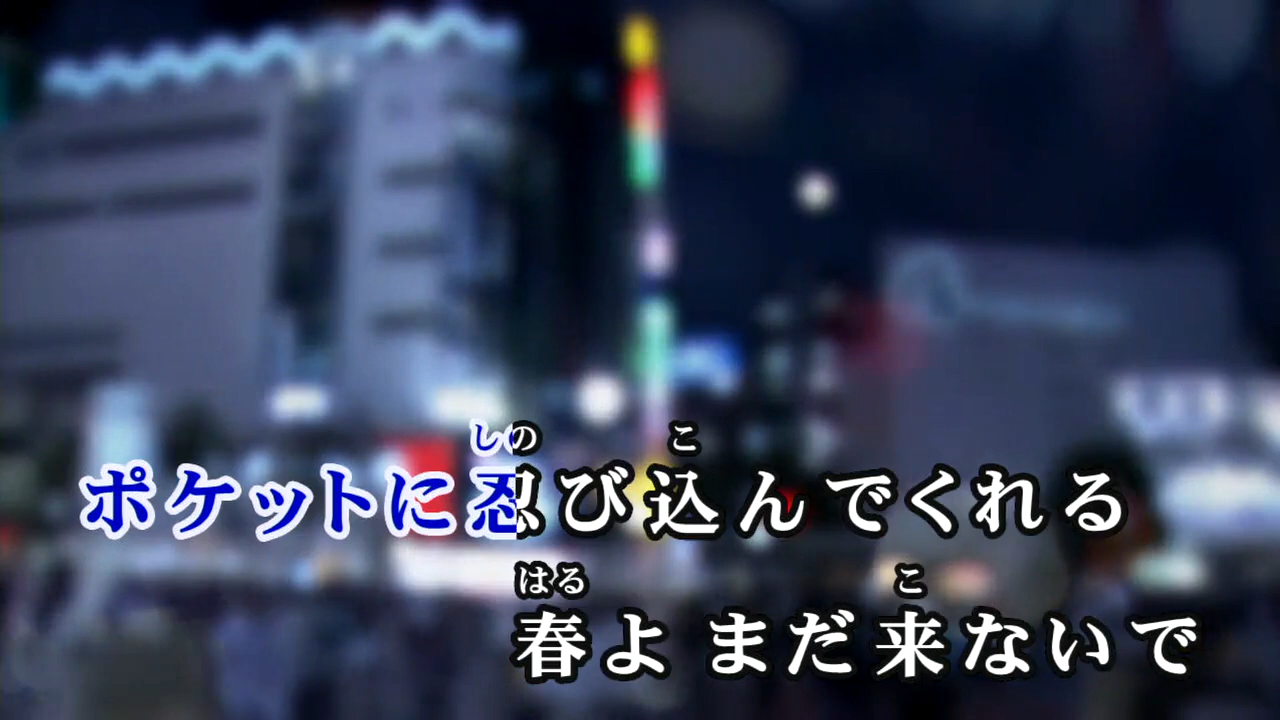 しの こ
ポケットに忍び込んでくれる
はる こ
春よ まだ来ないで